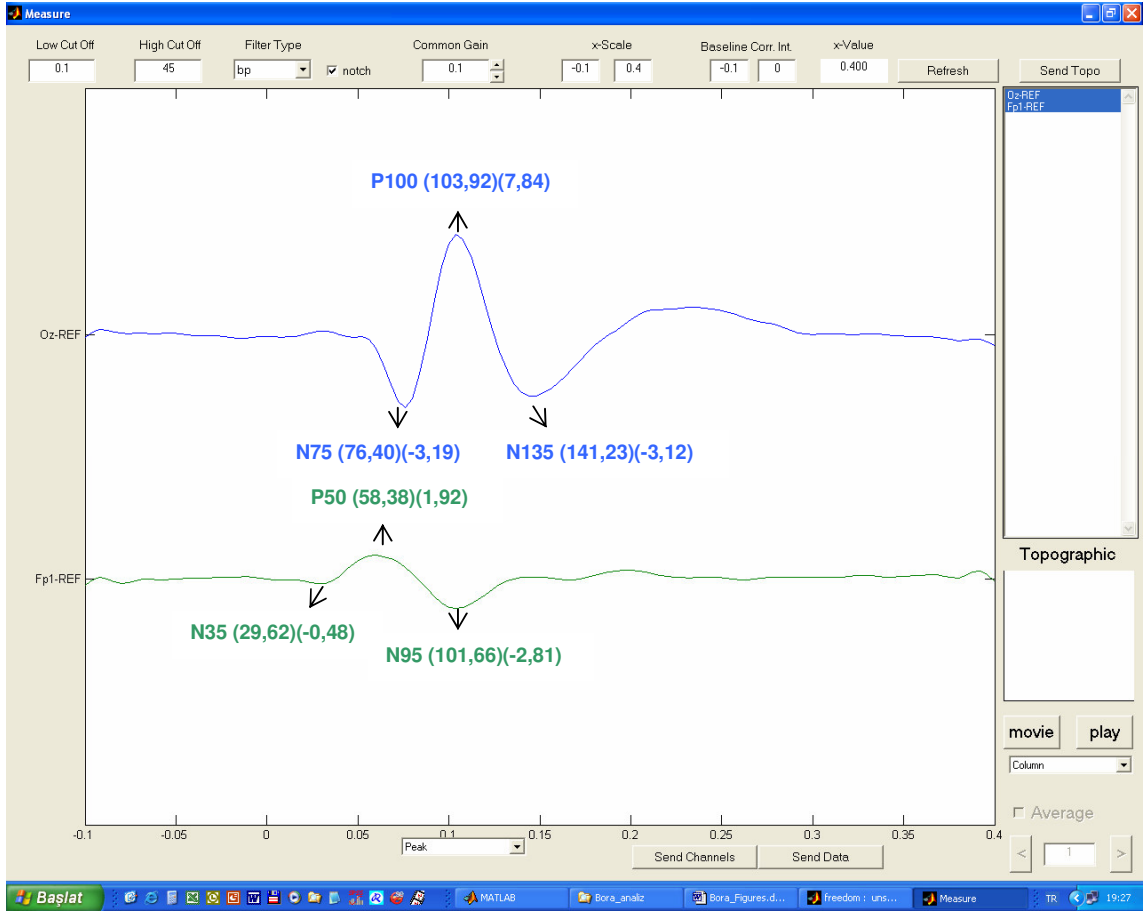 Measure
Low Cut Off High Cut Off Filter Type Common Gain x-Scale Baseline Corr. Int. x-Value
0.1 45 bp notch 0.1 -0.1 0.4 -0.1 0 0.400 Refresh Send Topo
Oz-REF
Fp1-REF
P100 (103,92)(7,84)
Oz-REF
N75 (76,40)(-3,19) N135 (141,23)(-3,12)
P50 (58,38)(1,92)
Topographic
Fp1-REF
N35 (29,62)(-0,48)
N95 (101,66)(-2,81)
movie play
Column
Average
-0.1 -0.05 0 0.05 0.1 0.15 0.2 0.25 0.3 0.35 0.4
Peak
< 1 >
Send Channels Send Data
Başlat MATLAB Bora_analiz Bora_Figures.d... freedom : uns... Measure TR 19:27